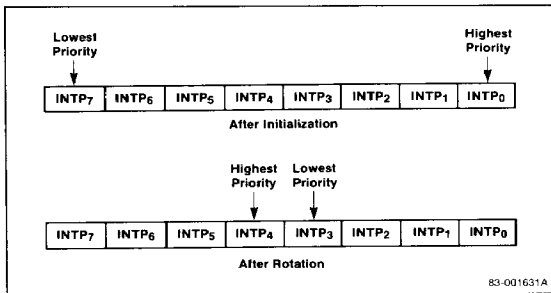 Lowest Priority
Highest Priority
INTP7 INTP6 INTP5 INTP4 INTP3 INTP2 INTP1 INTP0
After Initialization
Highest Priority
Lowest Priority
INTP7 INTP6 INTP5 INTP4 INTP3 INTP2 INTP1 INTP0
After Rotation
83-001631A